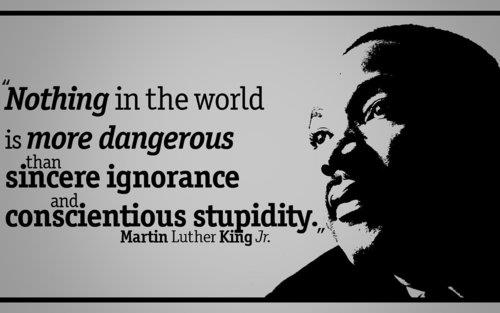 “Nothing in the world
is more dangerous
than
sincere ignorance
and
conscientious stupidity.”
Martin Luther King Jr.